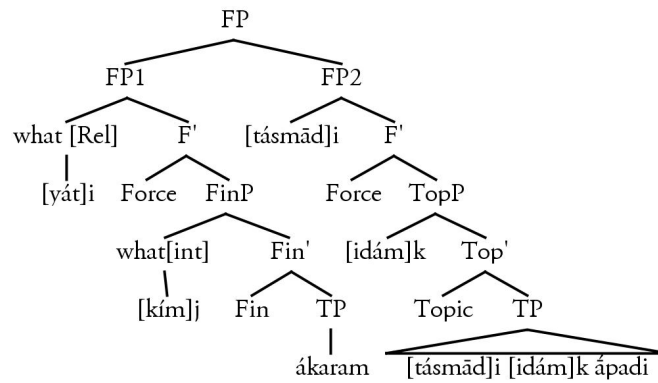 FP
FP1 FP2
what [Rel] F' [tásmād]i F'
[yát]i Force FinP Force TopP
what[int] Fin' [idám]k Top'
[kím]j Fin TP Topic TP
ákaram [tásmād]i [idám]k ā́padi